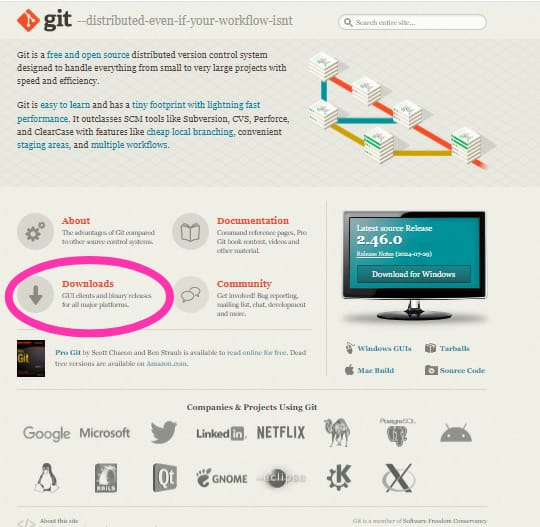 git --distributed-even-if-your-workflow-isnt
Search entire site...
Git is a free and open source distributed version control system
designed to handle everything from small to very large projects with
speed and efficiency.
Git is easy to learn and has a tiny footprint with lightning fast
performance. It outclasses SCM tools like Subversion, CVS, Perforce,
and ClearCase with features like cheap local branching, convenient
staging areas, and multiple workflows.
About
The advantages of Git compared
to other source control systems.
Documentation
Command reference pages, Pro
Git book content, videos and
other material.
Downloads
GUI clients and binary releases
for all major platforms.
Community
Get involved! Bug reporting,
mailing list, chat, development
and more.
Latest source Release
2.46.0
Release Notes (2024-07-29)
Download for Windows
Windows GUIs
Tarballs
Mac Build
Source Code
Pro Git
Pro Git by Scott Chacon and Ben Straub is available to read online for free. Dead
tree versions are available on Amazon.com.
Companies & Projects Using Git
Google Microsoft LinkedIn NETFLIX PostgreSQL
RAILS Qt GNOME eclipse
About this site
Git is a member of Software Freedom Conservancy